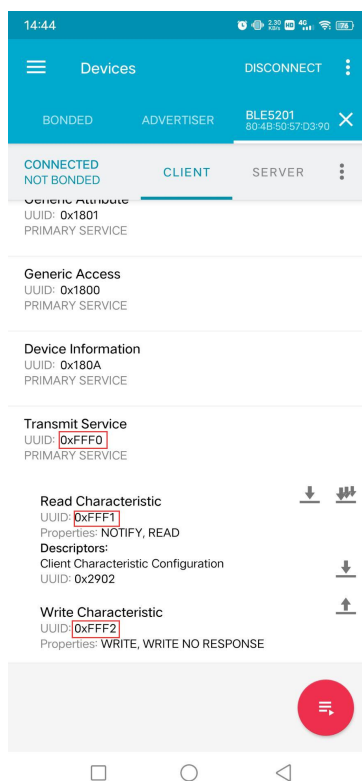 14:44
2.30 KB/s HD 4G 76
Devices
DISCONNECT
BONDED
ADVERTISER
BLE5201
80:4B:50:57:D3:90
CONNECTED
NOT BONDED
CLIENT
SERVER
Generic Attribute
UUID: 0x1801
PRIMARY SERVICE
Generic Access
UUID: 0x1800
PRIMARY SERVICE
Device Information
UUID: 0x180A
PRIMARY SERVICE
Transmit Service
UUID: 0xFFF0
PRIMARY SERVICE
Read Characteristic
UUID: 0xFFF1
Properties: NOTIFY, READ
Descriptors:
Client Characteristic Configuration
UUID: 0x2902
Write Characteristic
UUID: 0xFFF2
Properties: WRITE, WRITE NO RESPONSE